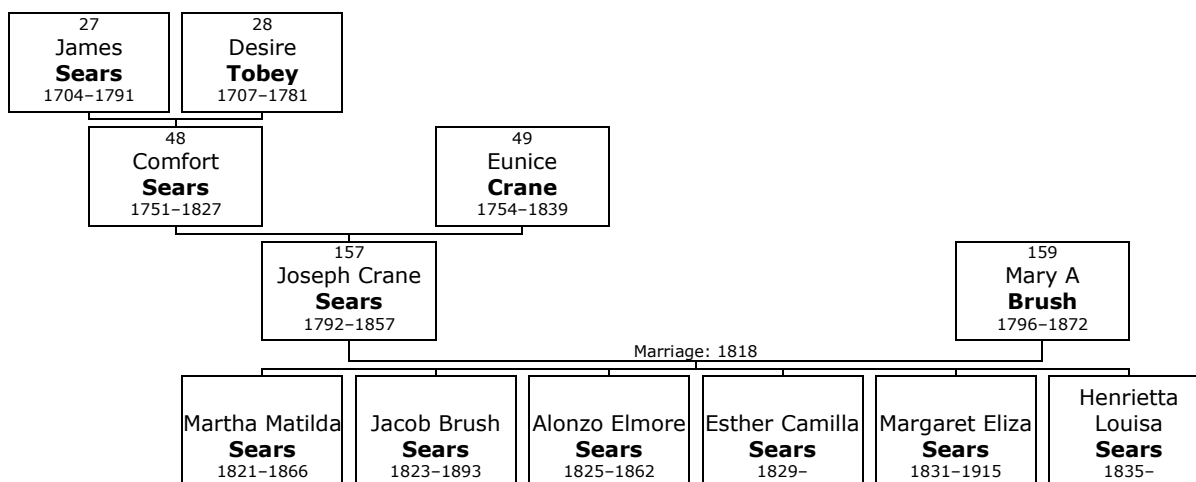 27
James
Sears
1704–1791
28
Desire
Tobey
1707–1781
48
Comfort
Sears
1751–1827
49
Eunice
Crane
1754–1839
157
Joseph Crane
Sears
1792–1857
159
Mary A
Brush
1796–1872
Marriage: 1818
Martha Matilda
Sears
1821–1866
Jacob Brush
Sears
1823–1893
Alonzo Elmore
Sears
1825–1862
Esther Camilla
Sears
1829–
Margaret Eliza
Sears
1831–1915
Henrietta
Louisa
Sears
1835–